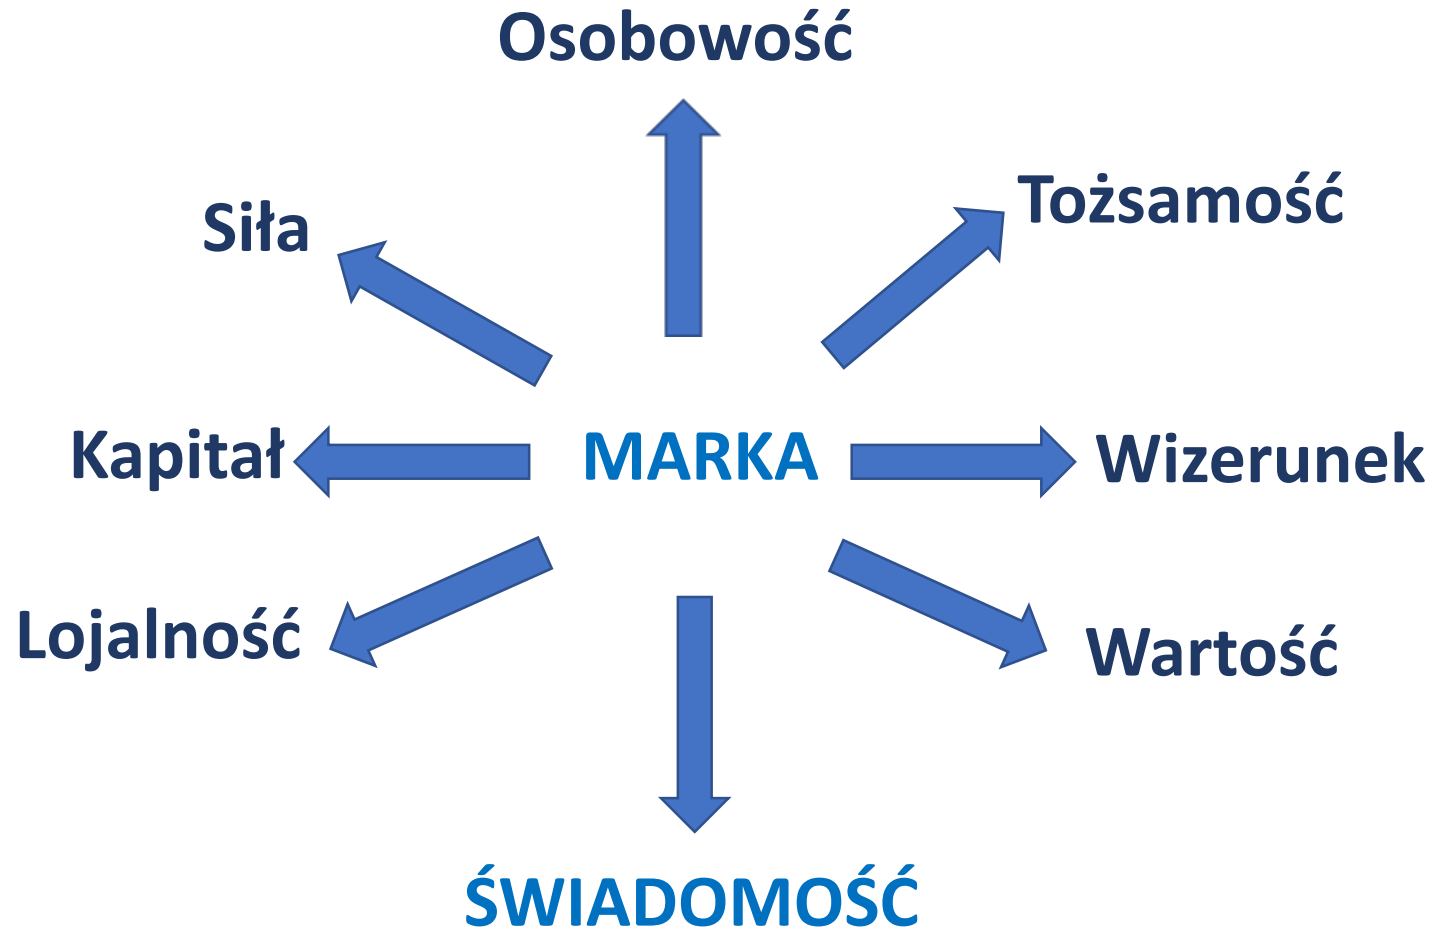 Osobowość
Tożsamość
Siła
Kapitał
MARKA
Wizerunek
Lojalność
Wartość
ŚWIADOMOŚĆ